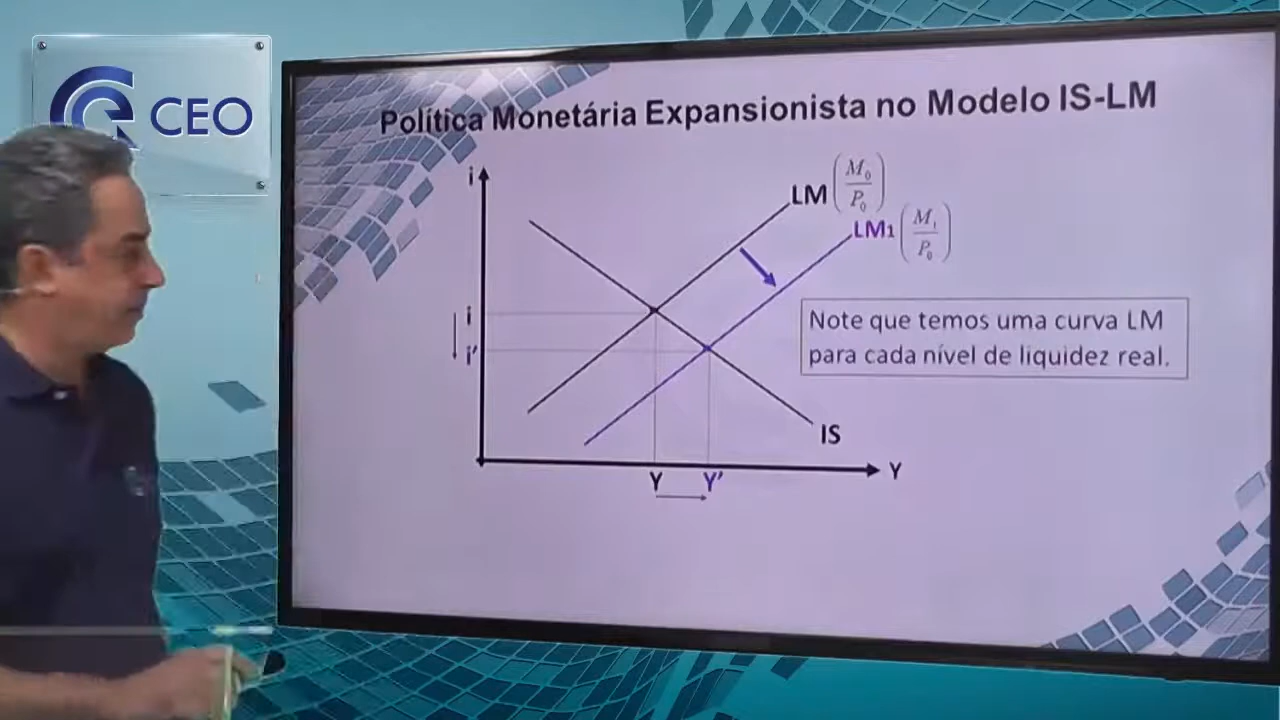 CEO
Política Monetária Expansionista no Modelo IS-LM
i
LM (M0/P0)
LM1 (M1/P0)
i
i'
Note que temos uma curva LM
para cada nível de liquidez real.
IS
Y
Y Y'